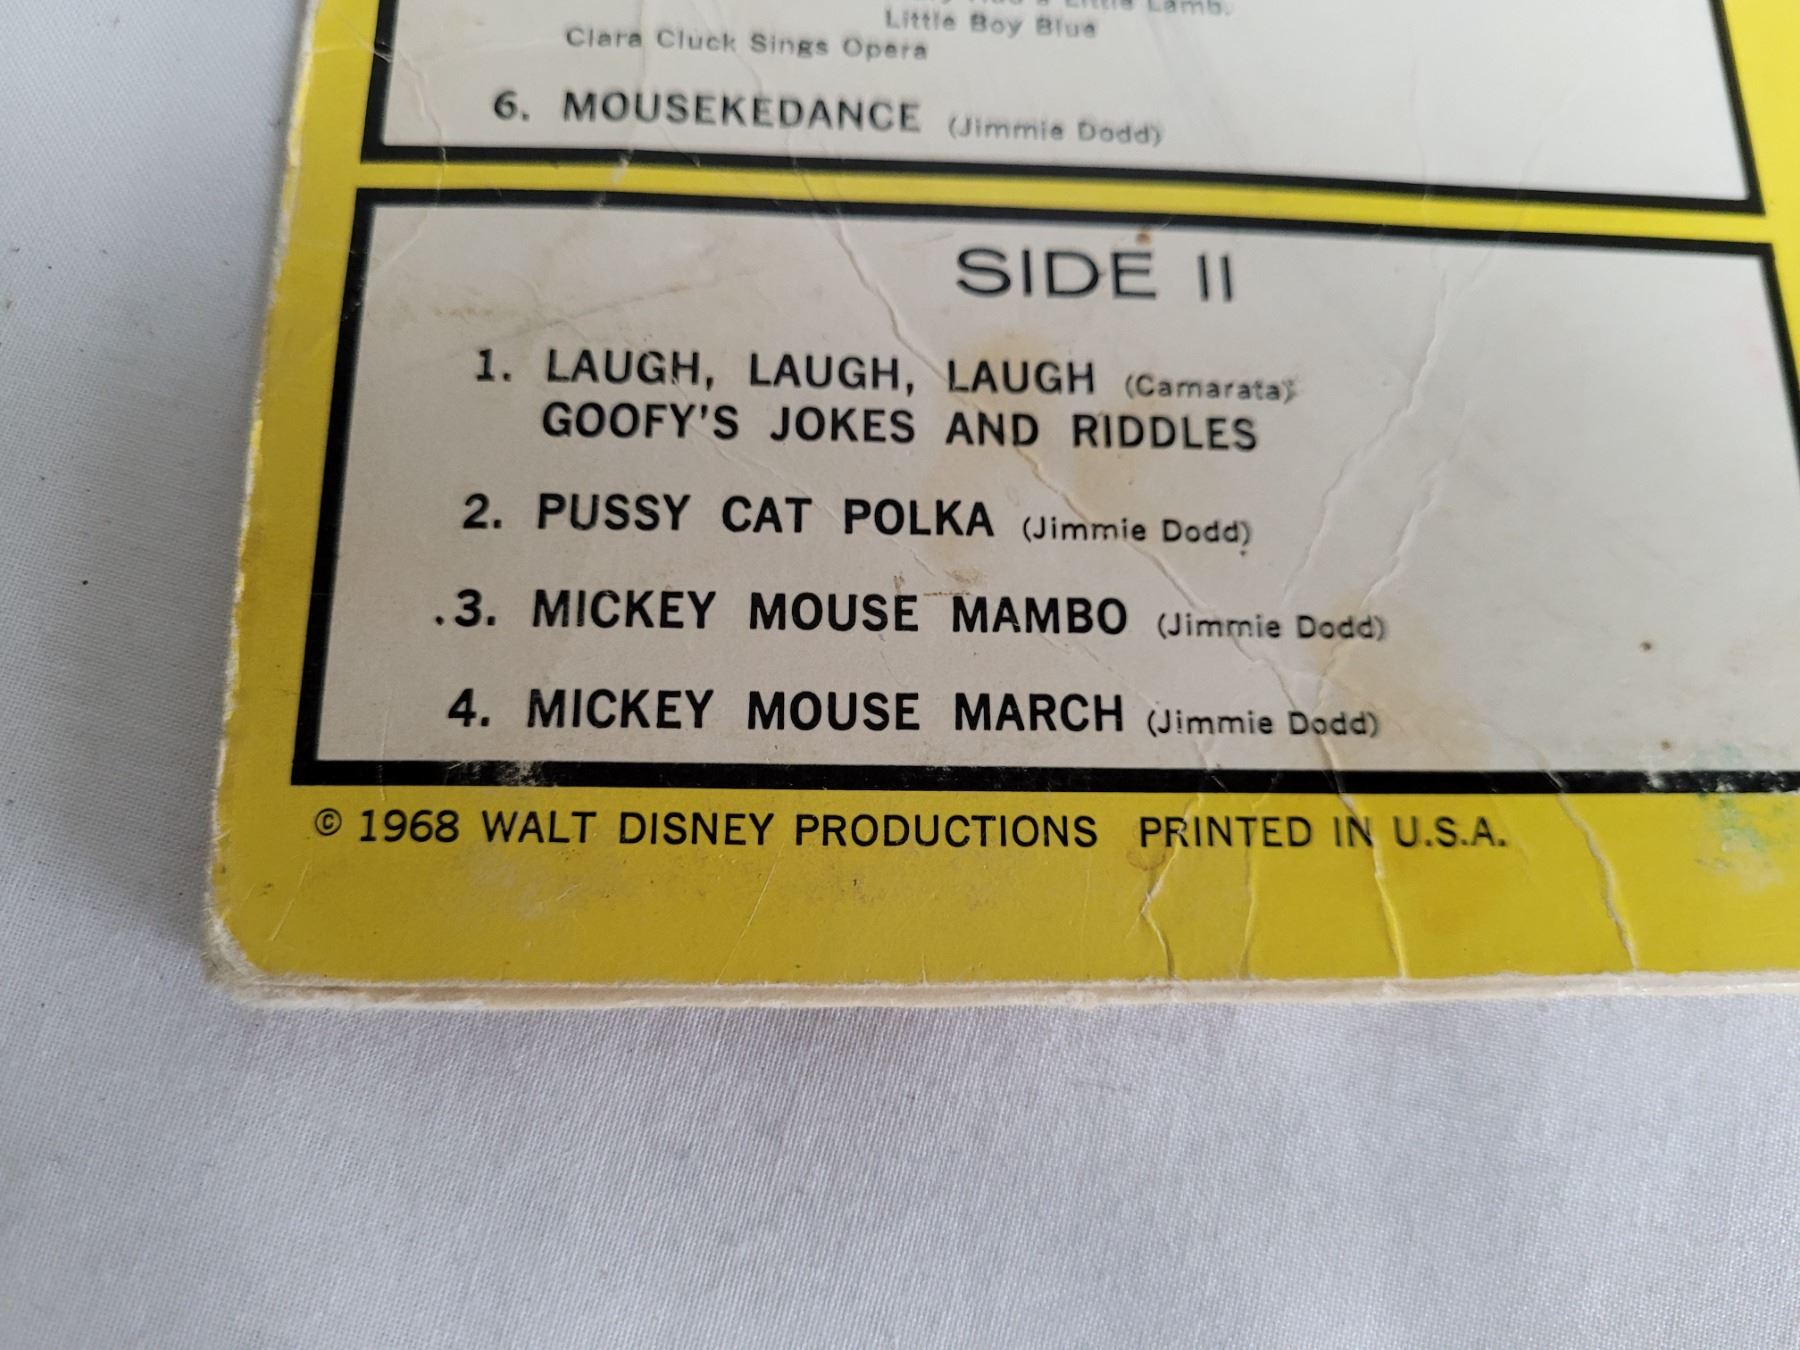 Little Lamb.
Little Boy Blue
Clara Cluck Sings Opera
6. MOUSEKEDANCE (Jimmie Dodd)
SIDE II
1. LAUGH, LAUGH, LAUGH (Camarata)
GOOFY'S JOKES AND RIDDLES
2. PUSSY CAT POLKA (Jimmie Dodd)
3. MICKEY MOUSE MAMBO (Jimmie Dodd)
4. MICKEY MOUSE MARCH (Jimmie Dodd)
© 1968 WALT DISNEY PRODUCTIONS PRINTED IN U.S.A.